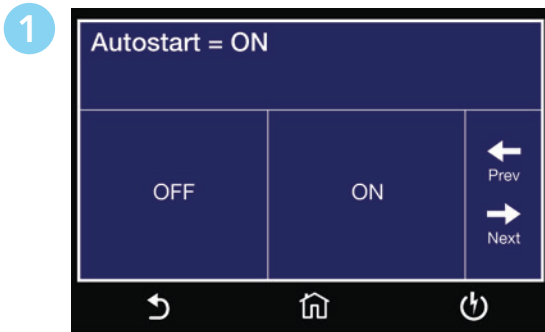 1
Autostart = ON
OFF
ON
Prev
Next